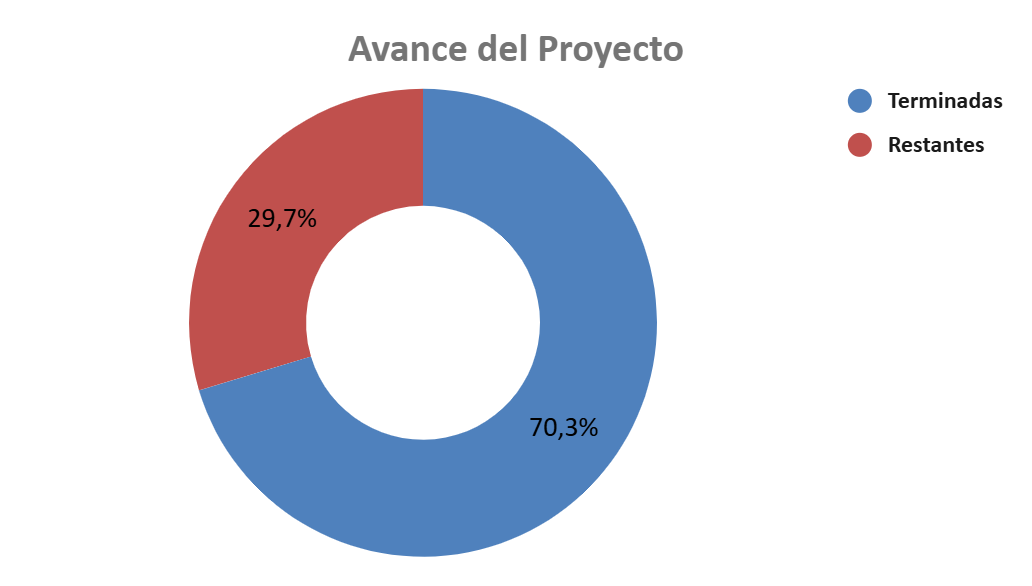 Avance del Proyecto
Terminadas
Restantes
29,7%
70,3%